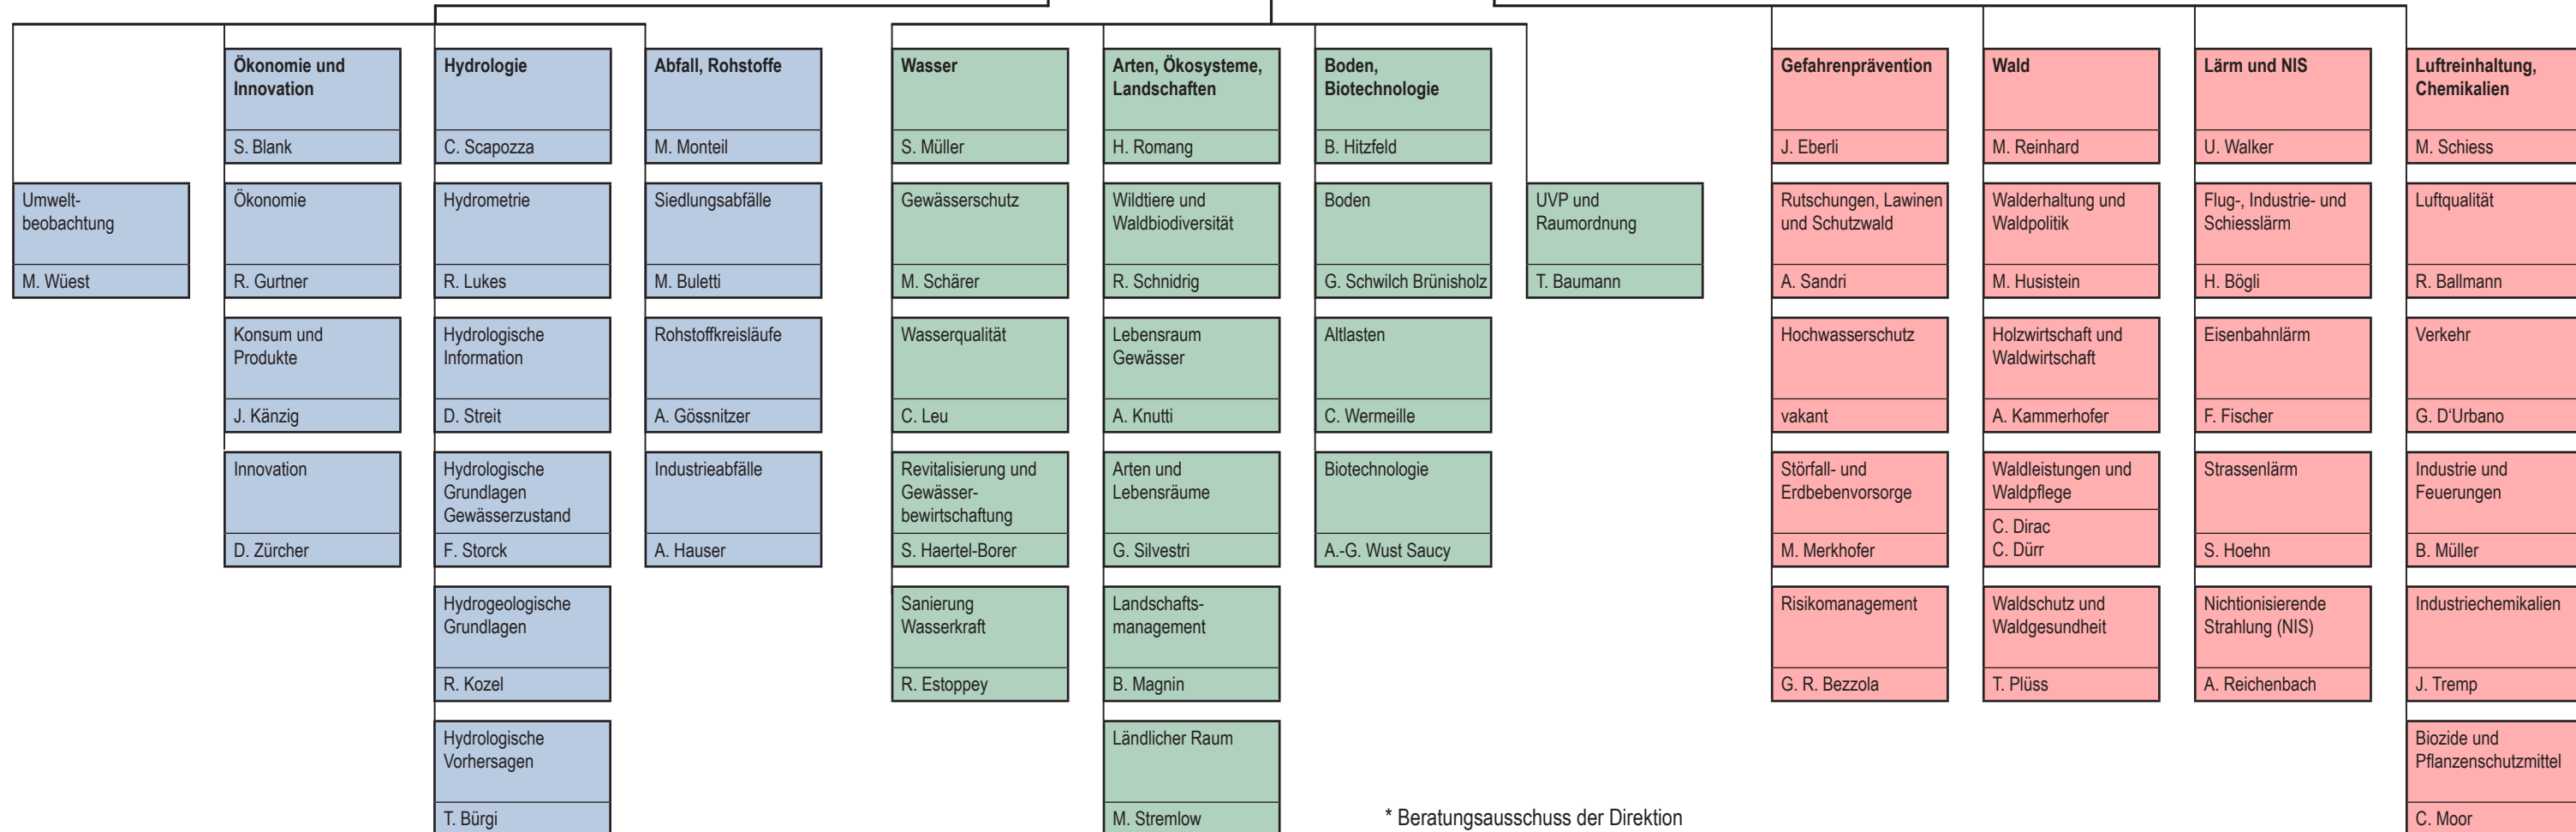 Umwelt-
beobachtung
M. Wüest
Ökonomie und
Innovation
S. Blank
Ökonomie
R. Gurtner
Konsum und
Produkte
J. Känzig
Innovation
D. Zürcher
Hydrologie
C. Scapozza
Hydrometrie
R. Lukes
Hydrologische
Information
D. Streit
Hydrologische
Grundlagen
Gewässerzustand
F. Storck
Hydrogeologische
Grundlagen
R. Kozel
Hydrologische
Vorhersagen
T. Bürgi
Abfall, Rohstoffe
M. Monteil
Siedlungsabfälle
M. Buletti
Rohstoffkreisläufe
A. Gössnitzer
Industrieabfälle
A. Hauser
Wasser
S. Müller
Gewässerschutz
M. Schärer
Wasserqualität
C. Leu
Revitalisierung und
Gewässer-
bewirtschaftung
S. Haertel-Borer
Sanierung
Wasserkraft
R. Estoppey
Arten, Ökosysteme,
Landschaften
H. Romang
Wildtiere und
Waldbiodiversität
R. Schnidrig
Lebensraum
Gewässer
A. Knutti
Arten und
Lebensräume
G. Silvestri
Landschafts-
management
B. Magnin
Ländlicher Raum
M. Stremlow
Boden,
Biotechnologie
B. Hitzfeld
Boden
G. Schwilch Brünisholz
Altlasten
C. Wermeille
Biotechnologie
A.-G. Wust Saucy
UVP und
Raumordnung
T. Baumann
Gefahrenprävention
J. Eberli
Rutschungen, Lawinen
und Schutzwald
A. Sandri
Hochwasserschutz
vakant
Störfall- und
Erdbebenvorsorge
M. Merkhofer
Risikomanagement
G. R. Bezzola
Wald
M. Reinhard
Walderhaltung und
Waldpolitik
M. Husistein
Holzwirtschaft und
Waldwirtschaft
A. Kammerhofer
Waldleistungen und
Waldpflege
C. Dirac
C. Dürr
Waldschutz und
Waldgesundheit
T. Plüss
Lärm und NIS
U. Walker
Flug-, Industrie- und
Schiesslärm
H. Bögli
Eisenbahnlärm
F. Fischer
Strassenlärm
S. Hoehn
Nichtionisierende
Strahlung (NIS)
A. Reichenbach
Luftreinhaltung,
Chemikalien
M. Schiess
Luftqualität
R. Ballmann
Verkehr
G. D‘Urbano
Industrie und
Feuerungen
B. Müller
Industriechemikalien
J. Tremp
Biozide und
Pflanzenschutzmittel
C. Moor
* Beratungsausschuss der Direktion